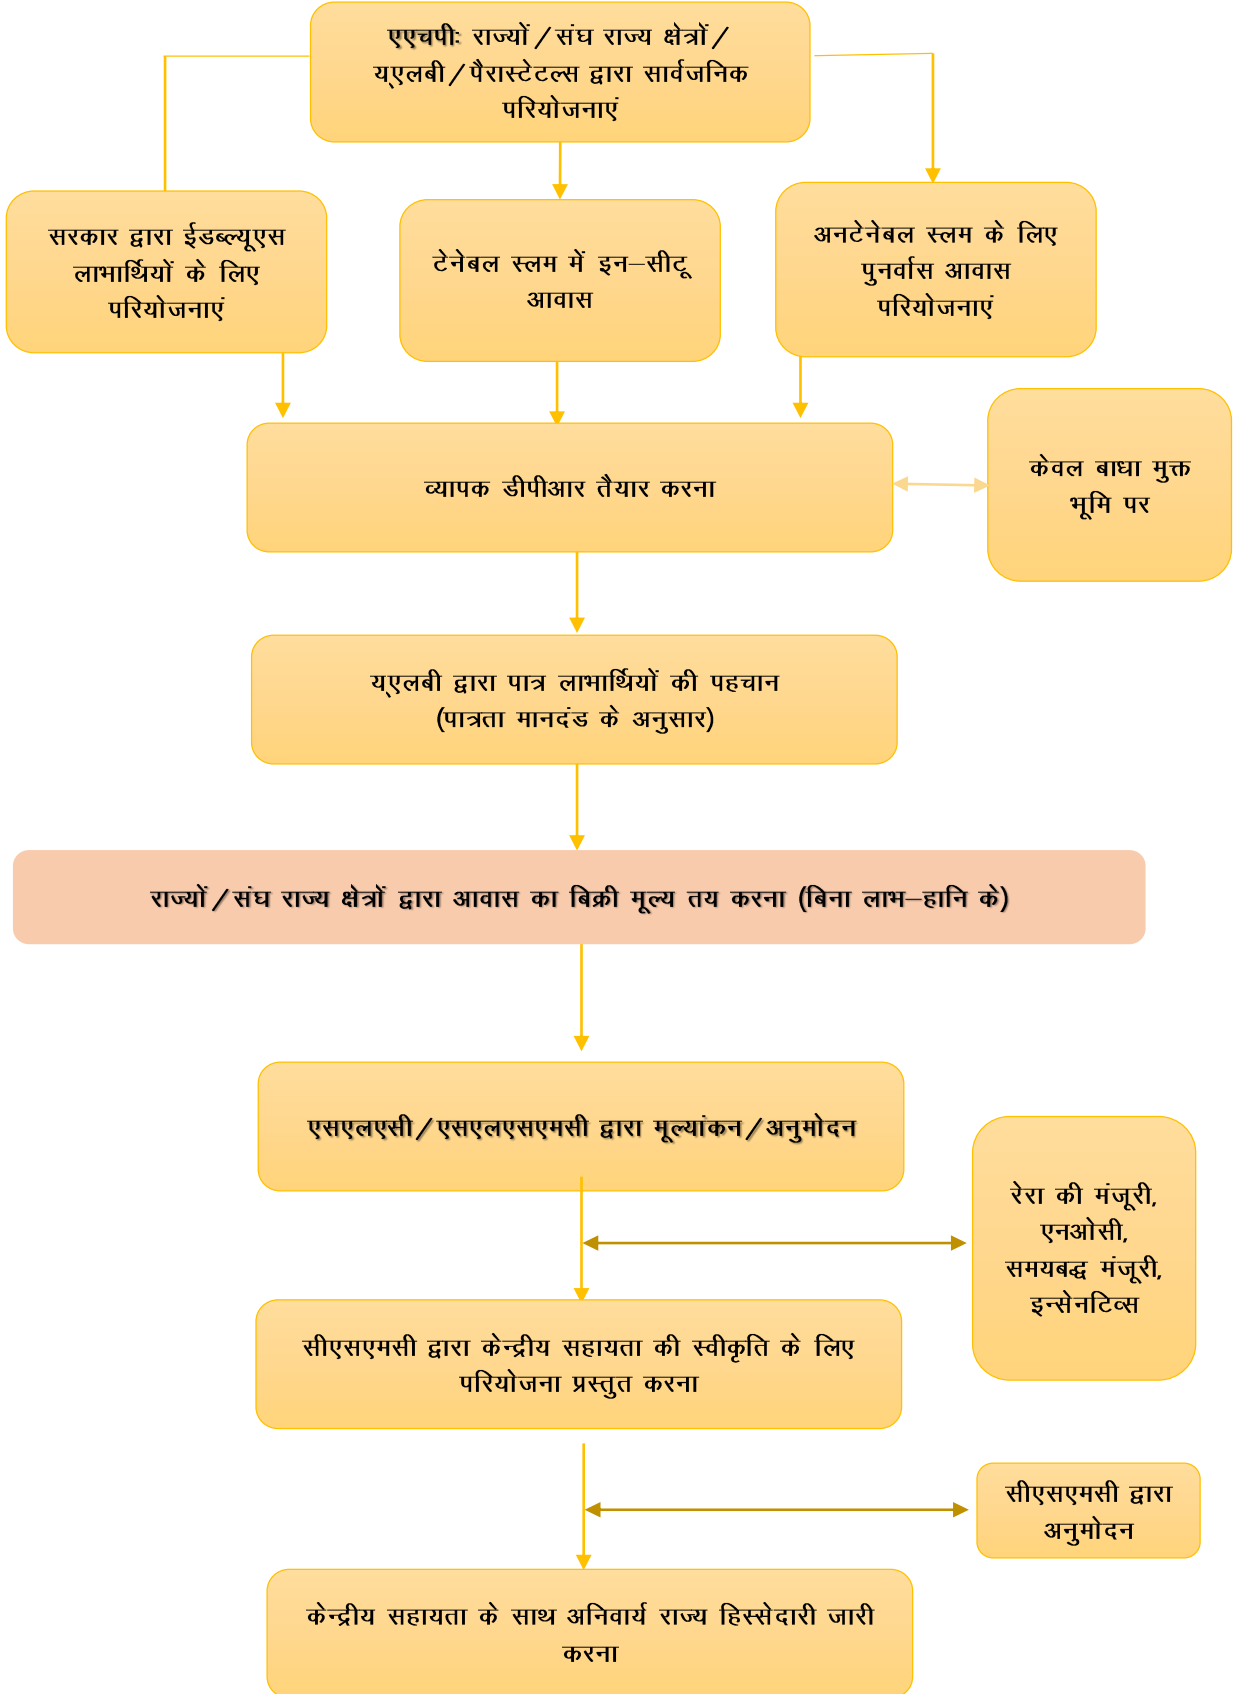 एएचपी: राज्यों/संघ राज्य क्षेत्रों/
यूएलबी/पैरास्टेटल्स द्वारा सार्वजनिक
परियोजनाएं
सरकार द्वारा ईडब्ल्यूएस
लाभार्थियों के लिए
परियोजनाएं
टेनेबल स्लम में इन–सीटू
आवास
अनटेनेबल स्लम के लिए
पुनर्वास आवास
परियोजनाएं
व्यापक डीपीआर तैयार करना
केवल बाधा मुक्त
भूमि पर
यूएलबी द्वारा पात्र लाभार्थियों की पहचान
(पात्रता मानदंड के अनुसार)
राज्यों/संघ राज्य क्षेत्रों द्वारा आवास का बिक्री मूल्य तय करना (बिना लाभ–हानि के)
एसएलएसी/एसएलएसएमसी द्वारा मूल्यांकन/अनुमोदन
रेरा की मंजूरी,
एनओसी,
समयबद्ध मंजूरी,
इन्सेनटिव्स
सीएसएमसी द्वारा केन्द्रीय सहायता की स्वीकृति के लिए
परियोजना प्रस्तुत करना
सीएसएमसी द्वारा
अनुमोदन
केन्द्रीय सहायता के साथ अनिवार्य राज्य हिस्सेदारी जारी
करना